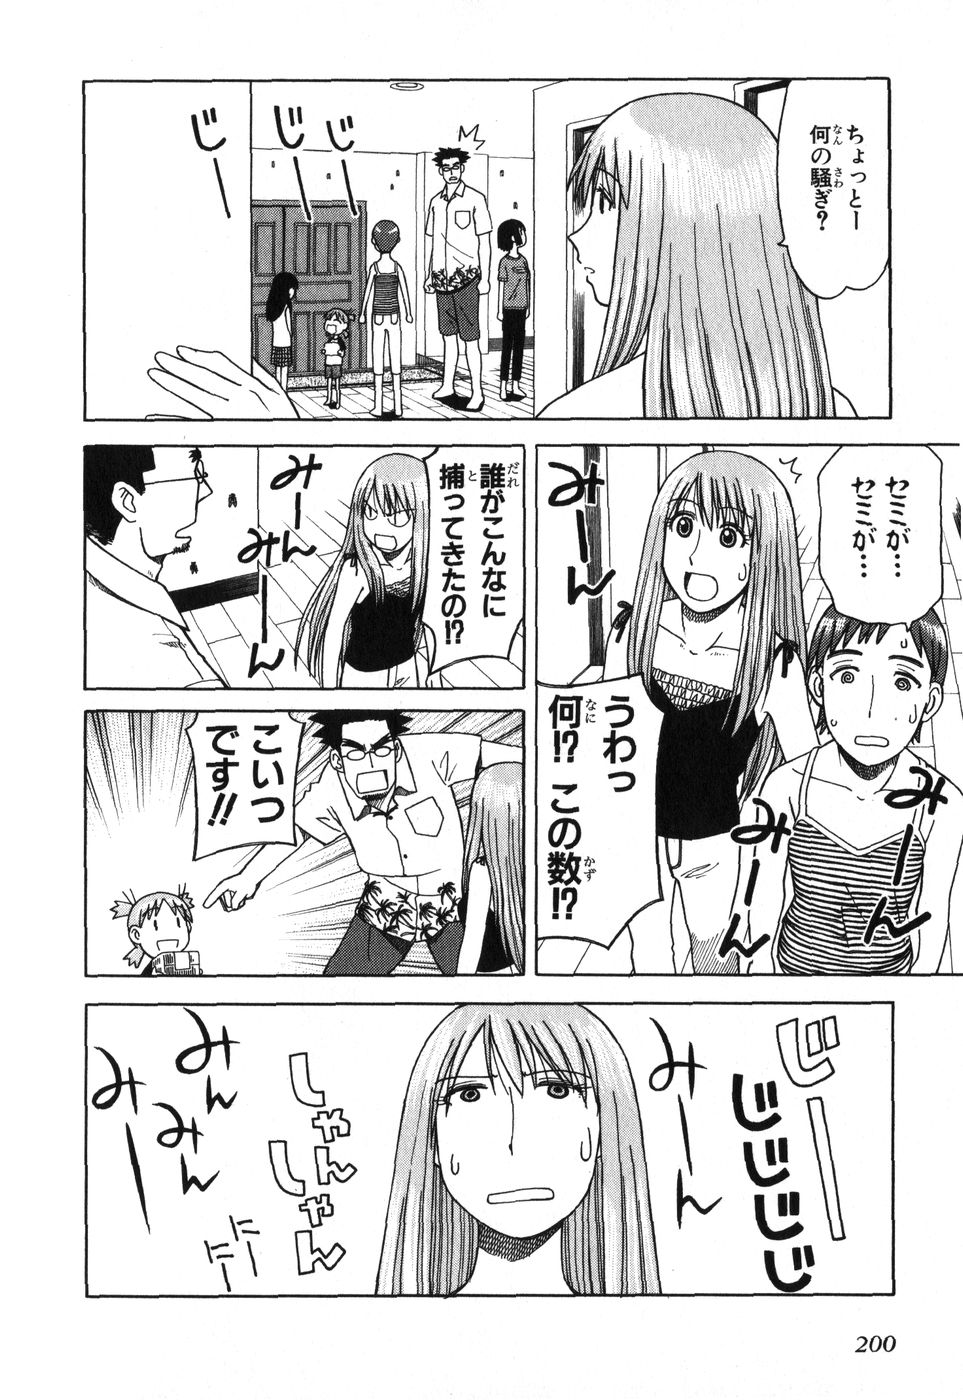 ちょっとー
何の騒ぎ?
じー
じー
じー
セミが…
セミが…
みーん
みーん
みーん
うわっ
何!? この数!?
誰がこんなに
捕ってきたの!?
みーん
みーん
こいつ
です!!
じーー
じじじじ
みーん
しゃん
しゃん
しゃん
みん
みん
みーー
にー
にー
200